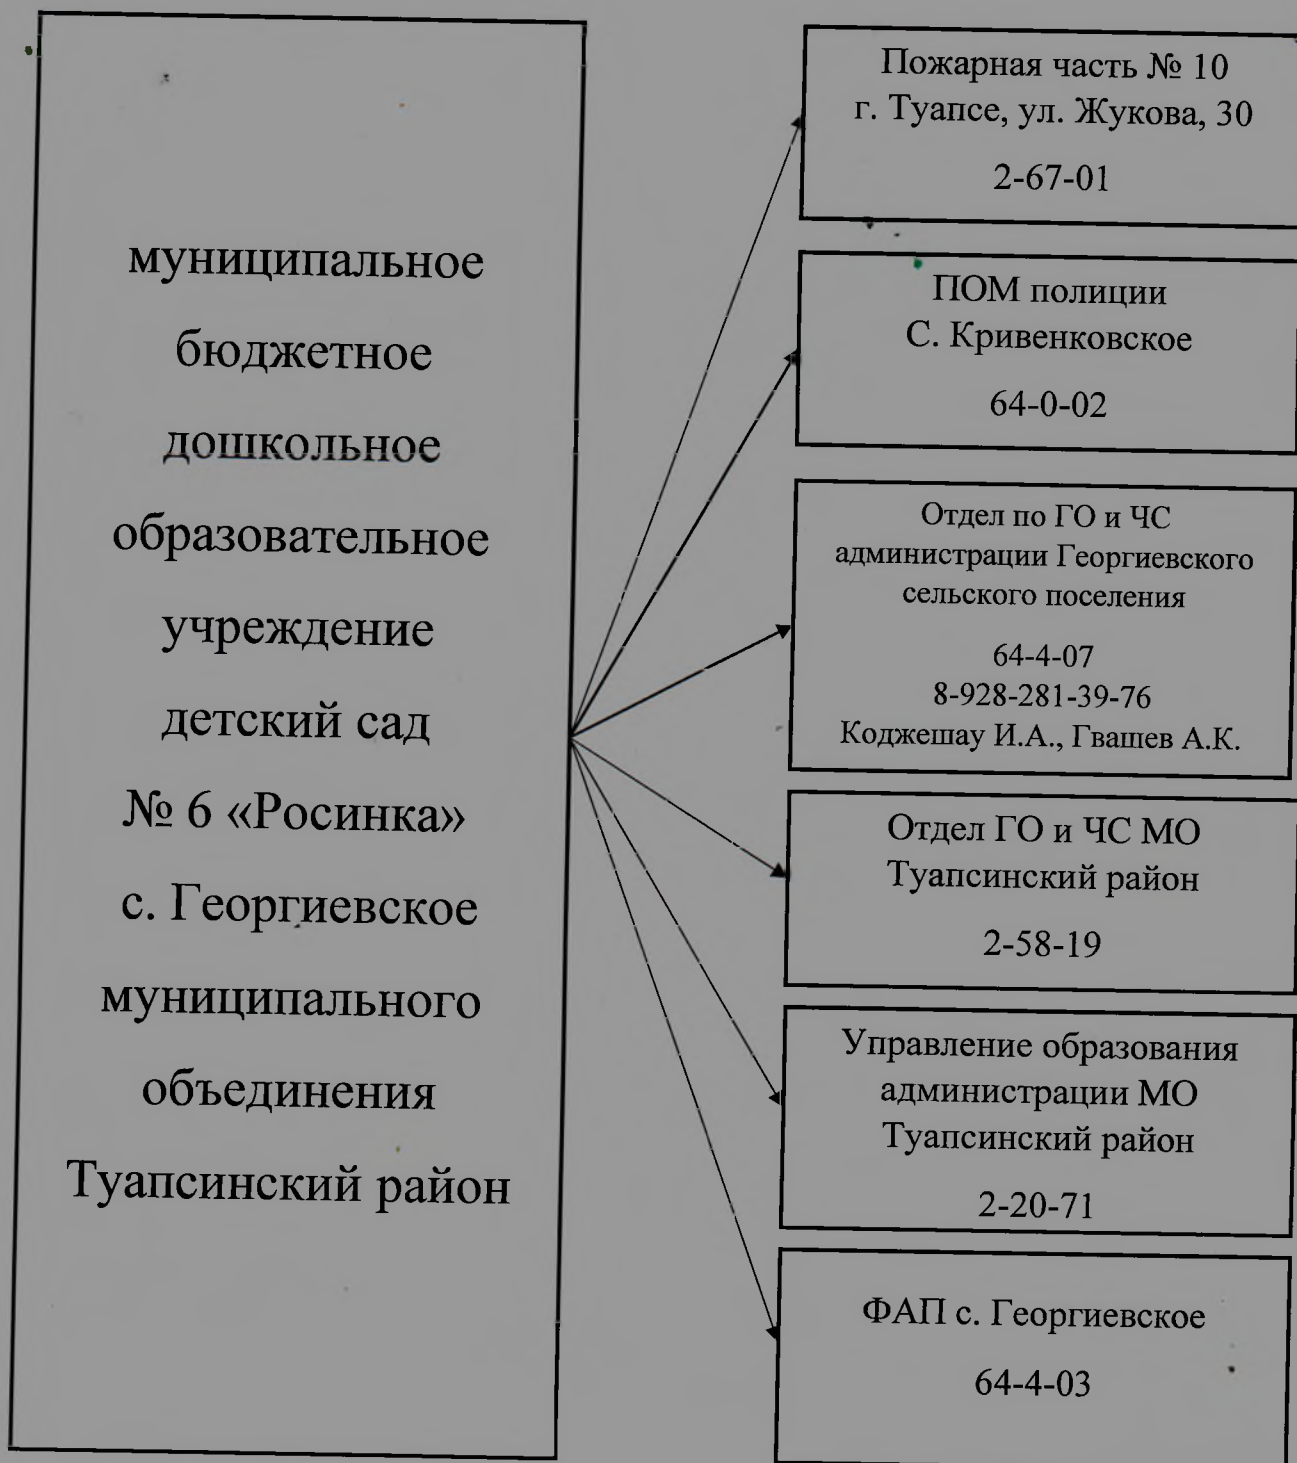 муниципальное
бюджетное
дошкольное
образовательное
учреждение
детский сад
№ 6 «Росинка»
с. Георгиевское
муниципального
объединения
Туапсинский район
Пожарная часть № 10
г. Туапсе, ул. Жукова, 30
2-67-01
ПОМ полиции
С. Кривенковское
64-0-02
Отдел по ГО и ЧС
администрации Георгиевского
сельского поселения
64-4-07
8-928-281-39-76
Коджешау И.А., Гвашев А.К.
Отдел ГО и ЧС МО
Туапсинский район
2-58-19
Управление образования
администрации МО
Туапсинский район
2-20-71
ФАП с. Георгиевское
64-4-03